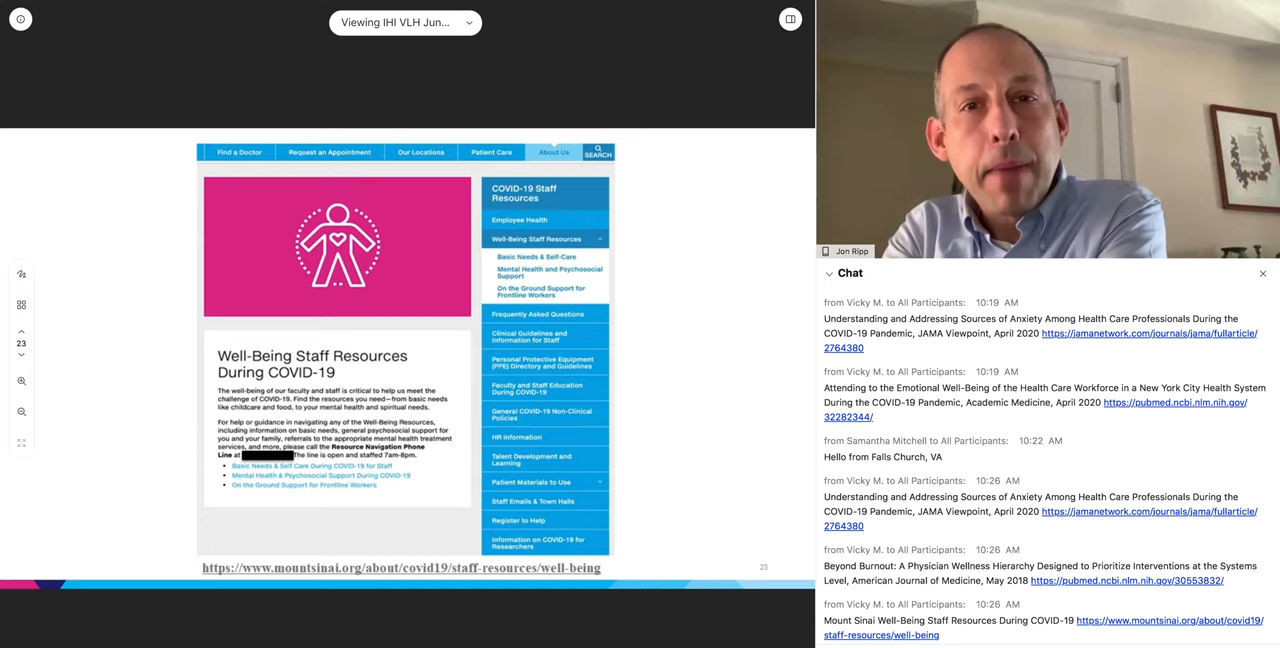 Viewing IHI VLH Jun...
23
Find a Doctor
Request an Appointment
Our Locations
Patient Care
About Us
SEARCH
Well-Being Staff Resources
During COVID-19
The well-being of our faculty and staff is critical to help us meet the
challenge of COVID-19. Find the resources you need—from basic needs
like childcare and food, to your mental health and spiritual needs.
For help or guidance in navigating any of the Well-Being Resources,
including information on basic needs, general psychosocial support for
you and your family, referrals to the appropriate mental health treatment
services, and more, please call the Resource Navigation Phone
Line at
The line is open and staffed 7am-8pm.
Basic Needs & Self Care During COVID-19 for Staff
Mental Health & Psychosocial Support During COVID-19
On the Ground Support for Frontline Workers
COVID-19 Staff
Resources
Employee Health
Well-Being Staff Resources
Basic Needs & Self-Care
Mental Health and Psychosocial
Support
On the Ground Support for
Frontline Workers
Frequently Asked Questions
Clinical Guidelines and
Information for Staff
Personal Protective Equipment
(PPE) Directory and Guidelines
Faculty and Staff Education
During COVID-19
General COVID-19 Non-Clinical
Policies
HR Information
Talent Development and
Learning
Patient Materials to Use
Staff Emails & Town Halls
Register to Help
Information on COVID-19 for
Researchers
https://www.mountsinai.org/about/covid19/staff-resources/well-being
23
Jon Ripp
Chat
from Vicky M. to All Participants: 10:19 AM
Understanding and Addressing Sources of Anxiety Among Health Care Professionals During the
COVID-19 Pandemic, JAMA Viewpoint, April 2020 https://jamanetwork.com/journals/jama/fullarticle/
2764380
from Vicky M. to All Participants: 10:19 AM
Attending to the Emotional Well-Being of the Health Care Workforce in a New York City Health System
During the COVID-19 Pandemic, Academic Medicine, April 2020 https://pubmed.ncbi.nlm.nih.gov/
32282344/
from Samantha Mitchell to All Participants: 10:22 AM
Hello from Falls Church, VA
from Vicky M. to All Participants: 10:26 AM
Understanding and Addressing Sources of Anxiety Among Health Care Professionals During the
COVID-19 Pandemic, JAMA Viewpoint, April 2020 https://jamanetwork.com/journals/jama/fullarticle/
2764380
from Vicky M. to All Participants: 10:26 AM
Beyond Burnout: A Physician Wellness Hierarchy Designed to Prioritize Interventions at the Systems
Level, American Journal of Medicine, May 2018 https://pubmed.ncbi.nlm.nih.gov/30553832/
from Vicky M. to All Participants: 10:26 AM
Mount Sinai Well-Being Staff Resources During COVID-19 https://www.mountsinai.org/about/covid19/
staff-resources/well-being